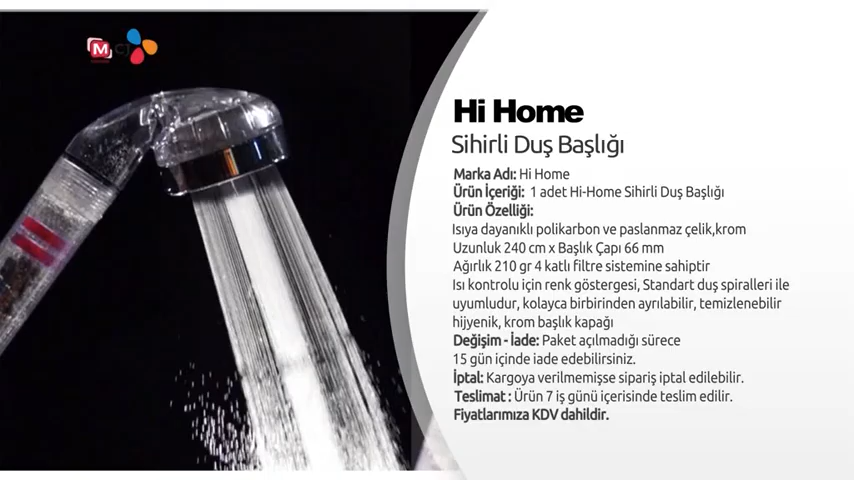 M CJ
Hi Home
Sihirli Duş Başlığı
Marka Adı: Hi Home
Ürün İçeriği: 1 adet Hi-Home Sihirli Duş Başlığı
Ürün Özelliği:
Isıya dayanıklı polikarbon ve paslanmaz çelik,krom
Uzunluk 240 cm x Başlık Çapı 66 mm
Ağırlık 210 gr 4 katlı filtre sistemine sahiptir
Isı kontrolu için renk göstergesi, Standart duş spiralleri ile
uyumludur, kolayca birbirinden ayrılabilir, temizlenebilir
hijyenik, krom başlık kapağı
Değişim - İade: Paket açılmadığı sürece
15 gün içinde iade edebilirsiniz.
İptal: Kargoya verilmemişse sipariş iptal edilebilir.
Teslimat : Ürün 7 iş günü içerisinde teslim edilir.
Fiyatlarımıza KDV dahildir.